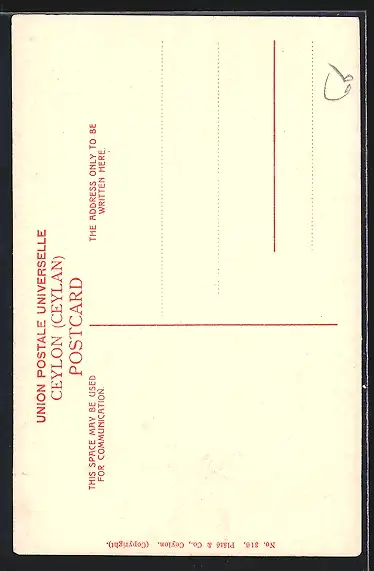 UNION POSTALE UNIVERSELLE
CEYLON (CEYLAN)
POSTCARD
THIS SPACE MAY BE USED
FOR COMMUNICATION.
THE ADDRESS ONLY TO BE
WRITTEN HERE.
No. 316. Plâté & Co., Ceylon. (Copyright).